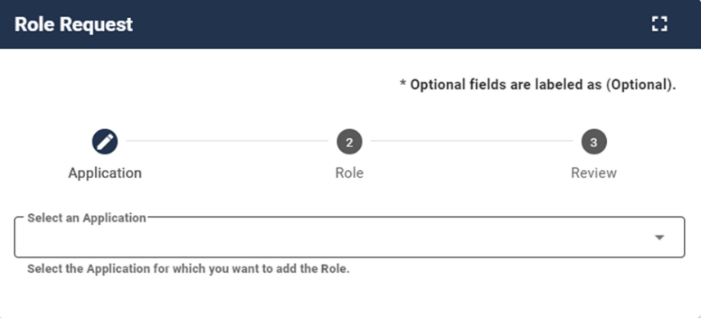 Role Request
* Optional fields are labeled as (Optional).
2
3
Application
Role
Review
Select an Application
Select the Application for which you want to add the Role.